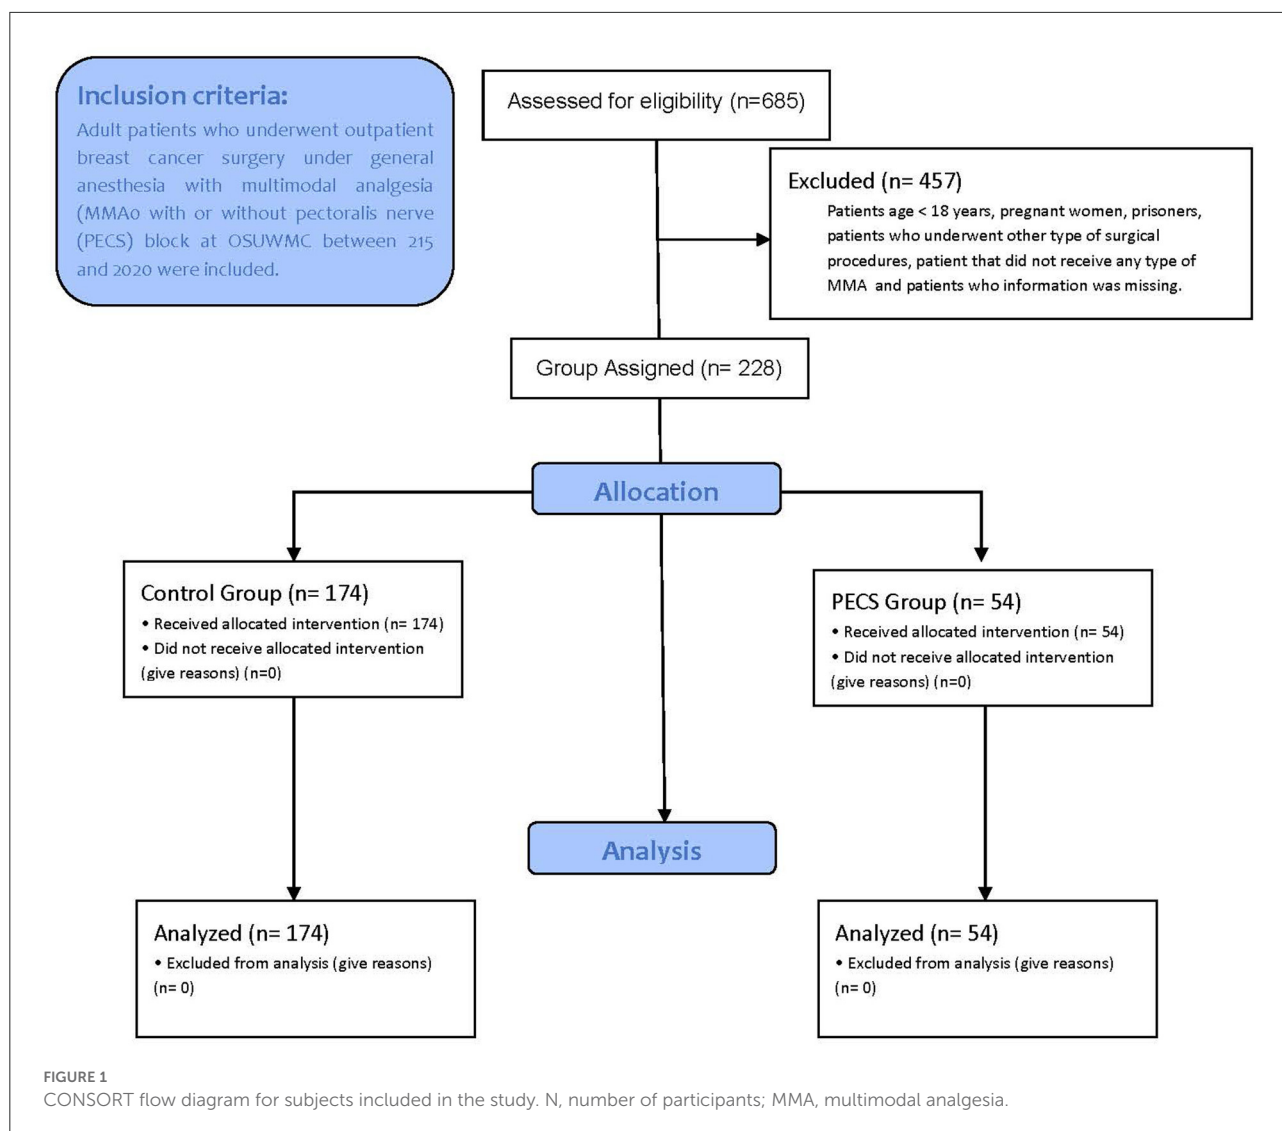 Inclusion criteria:
Adult patients who underwent outpatient
breast cancer surgery under general
anesthesia with multimodal analgesia
(MMA0 with or without pectoralis nerve
(PECS) block at OSUWMC between 215
and 2020 were included.
Assessed for eligibility (n=685)
Excluded (n= 457)
Patients age < 18 years, pregnant women, prisoners,
patients who underwent other type of surgical
procedures, patient that did not receive any type of
MMA and patients who information was missing.
Group Assigned (n= 228)
Allocation
Control Group (n= 174)
• Received allocated intervention (n= 174)
• Did not receive allocated intervention
(give reasons) (n=0)
PECS Group (n= 54)
• Received allocated intervention (n= 54)
• Did not receive allocated intervention
(give reasons) (n=0)
Analysis
Analyzed (n= 174)
• Excluded from analysis (give reasons)
(n= 0)
Analyzed (n= 54)
• Excluded from analysis (give reasons)
(n= 0)
FIGURE 1
CONSORT flow diagram for subjects included in the study. N, number of participants; MMA, multimodal analgesia.